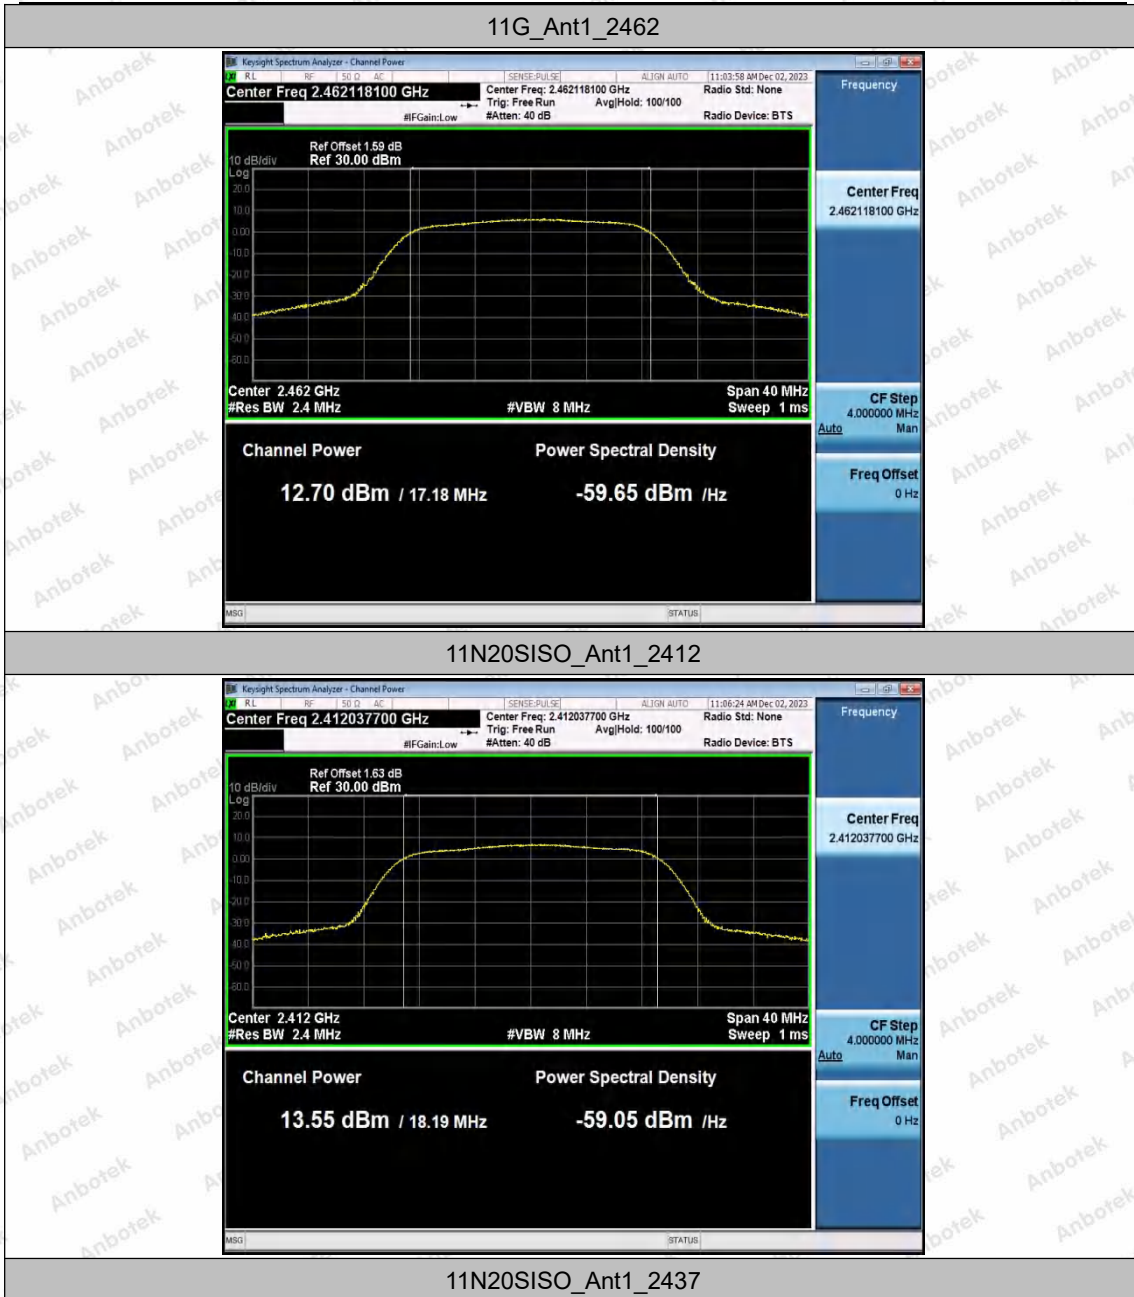 11G_Ant1_2462
Keysight Spectrum Analyzer - Channel Power
LXI RL RF 50 Ω AC SENSE:PULSE ALIGN AUTO 11:03:58 AM Dec 02, 2023
Center Freq 2.462118100 GHz
Center Freq: 2.462118100 GHz
Radio Std: None
Trig: Free Run
Avg|Hold: 100/100
#IFGain:Low
#Atten: 40 dB
Radio Device: BTS
Ref Offset 1.59 dB
10 dB/div Ref 30.00 dBm
Log
20.0
10.0
0.00
-10.0
-20.0
-30.0
-40.0
-50.0
-60.0
Center 2.462 GHz Span 40 MHz
#Res BW 2.4 MHz #VBW 8 MHz Sweep 1 ms
Channel Power Power Spectral Density
12.70 dBm / 17.18 MHz -59.65 dBm /Hz
MSG STATUS
Frequency
Center Freq
2.462118100 GHz
CF Step
4.000000 MHz
Auto Man
Freq Offset
0 Hz
11N20SISO_Ant1_2412
Keysight Spectrum Analyzer - Channel Power
LXI RL RF 50 Ω AC SENSE:PULSE ALIGN AUTO 11:06:24 AM Dec 02, 2023
Center Freq 2.412037700 GHz
Center Freq: 2.412037700 GHz
Radio Std: None
Trig: Free Run
Avg|Hold: 100/100
#IFGain:Low
#Atten: 40 dB
Radio Device: BTS
Ref Offset 1.63 dB
10 dB/div Ref 30.00 dBm
Log
20.0
10.0
0.00
-10.0
-20.0
-30.0
-40.0
-50.0
-60.0
Center 2.412 GHz Span 40 MHz
#Res BW 2.4 MHz #VBW 8 MHz Sweep 1 ms
Channel Power Power Spectral Density
13.55 dBm / 18.19 MHz -59.05 dBm /Hz
MSG STATUS
Frequency
Center Freq
2.412037700 GHz
CF Step
4.000000 MHz
Auto Man
Freq Offset
0 Hz
11N20SISO_Ant1_2437
Anbotek